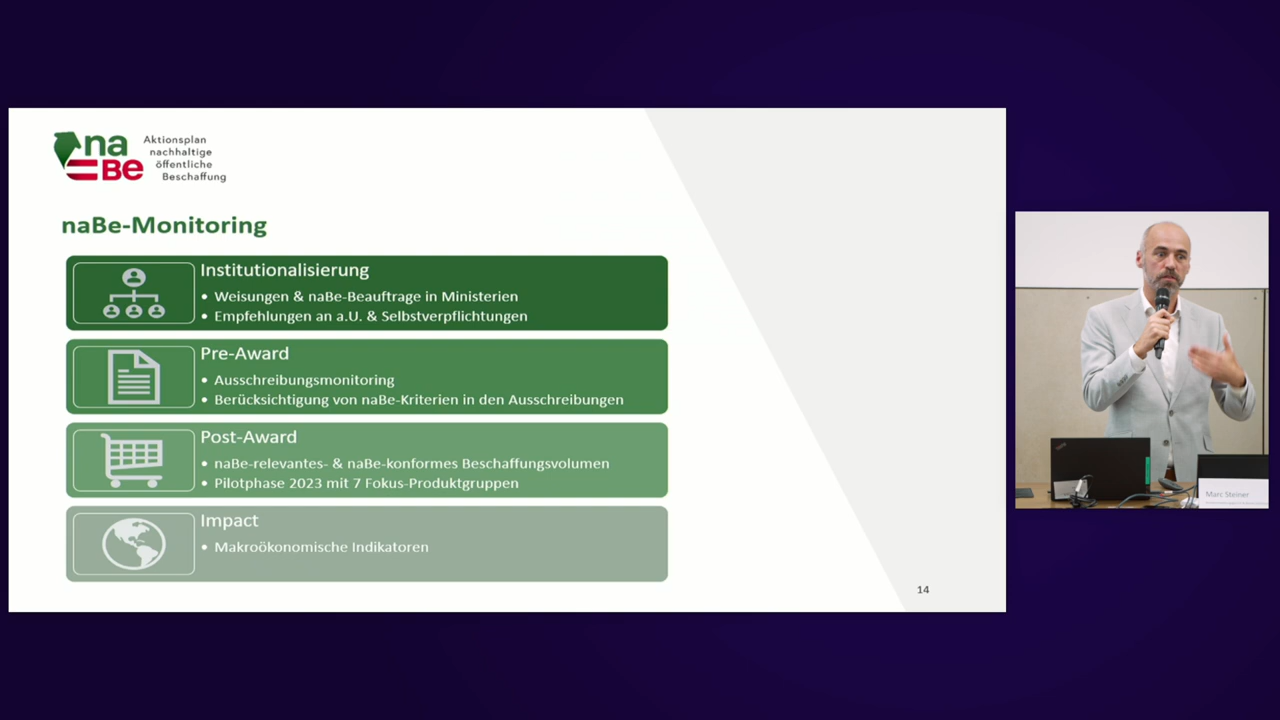 na
Be
Aktionsplan
nachhaltige
öffentliche
Beschaffung
naBe-Monitoring
Institutionalisierung
• Weisungen & naBe-Beauftrage in Ministerien
• Empfehlungen an a.U. & Selbstverpflichtungen
Pre-Award
• Ausschreibungsmonitoring
• Berücksichtigung von naBe-Kriterien in den Ausschreibungen
Post-Award
• naBe-relevantes- & naBe-konformes Beschaffungsvolumen
• Pilotphase 2023 mit 7 Fokus-Produktgruppen
Impact
• Makroökonomische Indikatoren
14
Marc Steiner